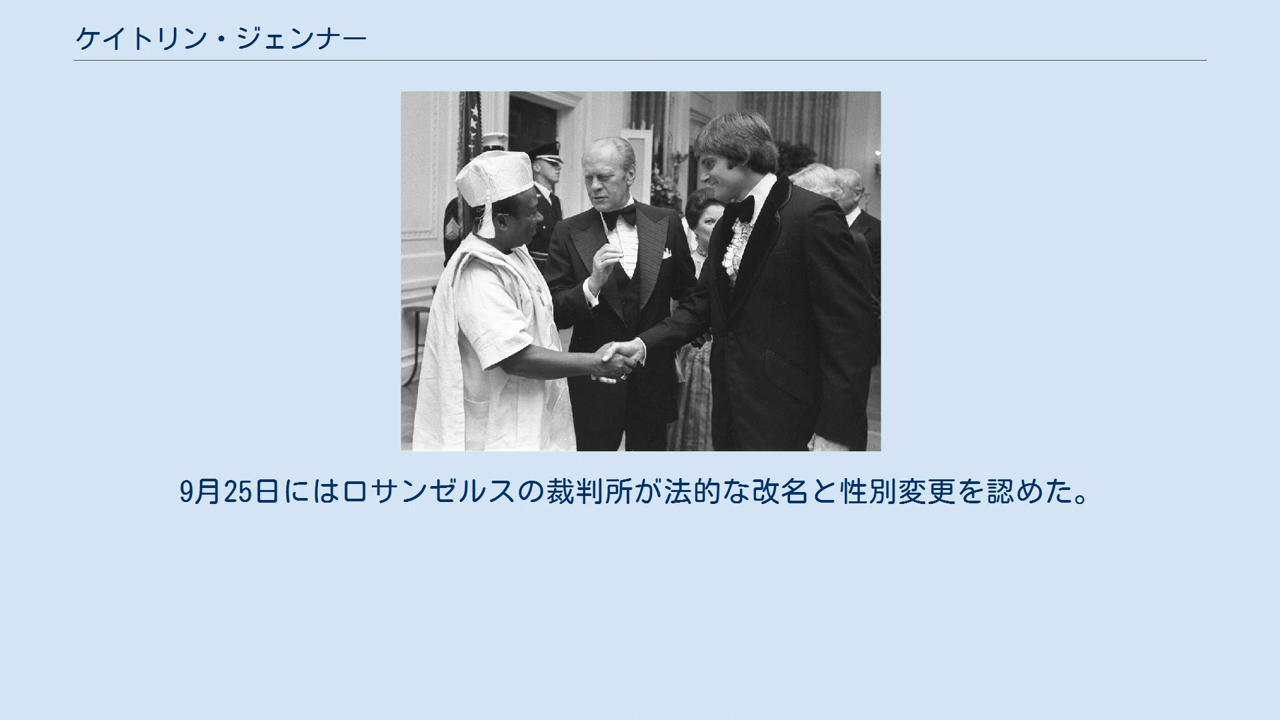 ケイトリン・ジェンナー
9月25日にはロサンゼルスの裁判所が法的な改名と性別変更を認めた。